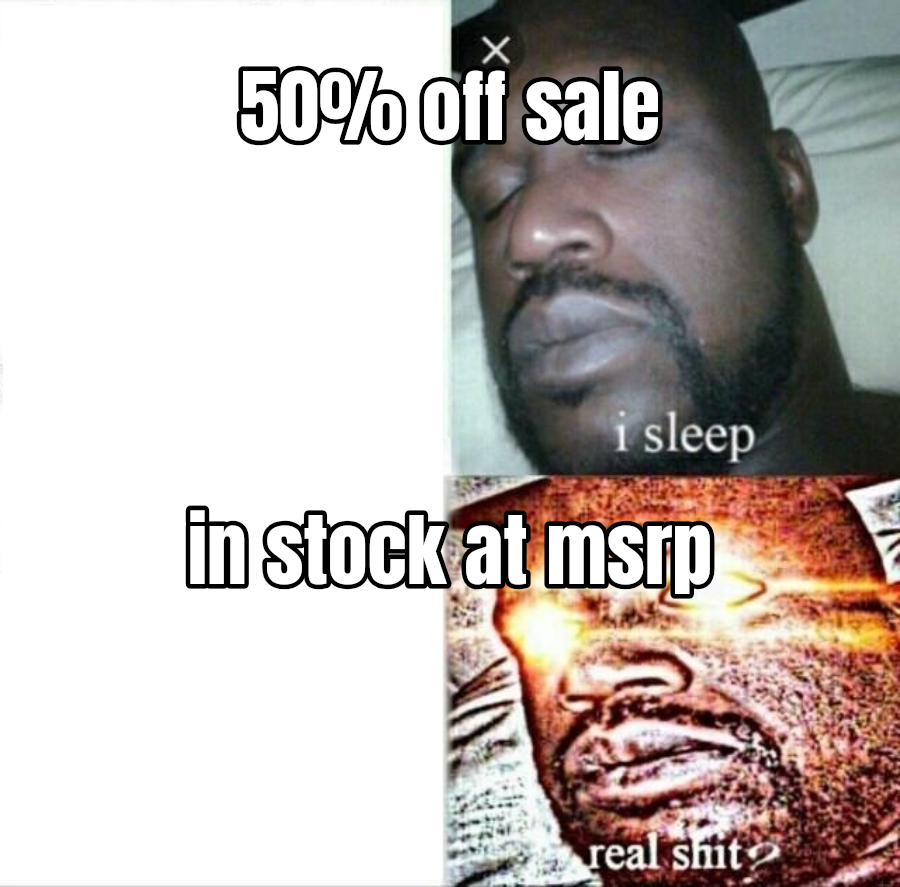 50% off sale
i sleep
in stock at msrp
real shit?